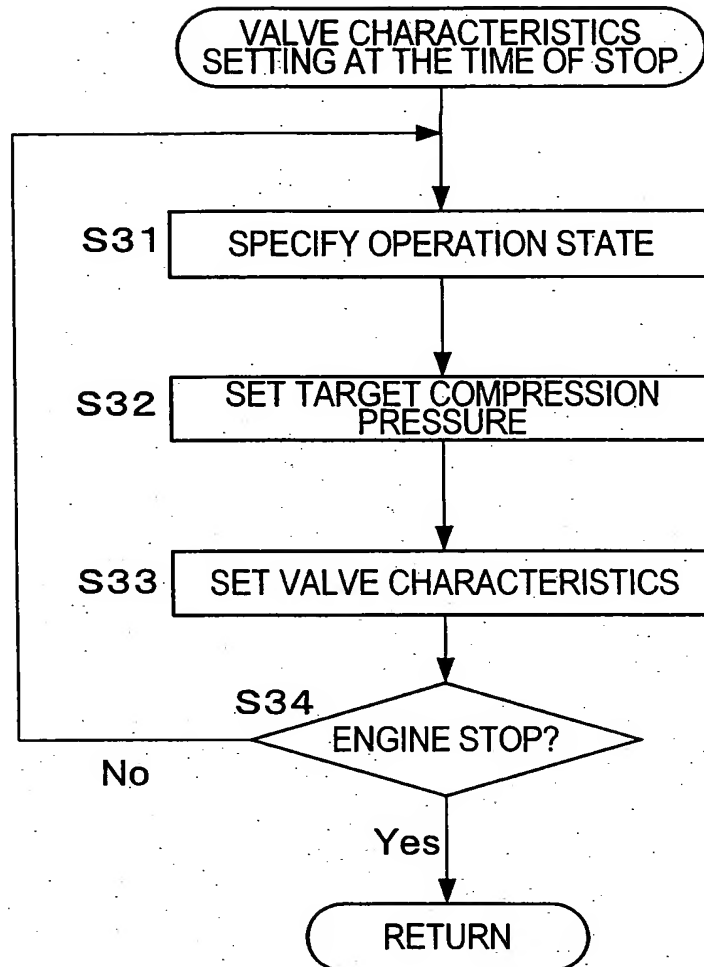 VALVE CHARACTERISTICS
SETTING AT THE TIME OF STOP
S31
SPECIFY OPERATION STATE
S32
SET TARGET COMPRESSION
PRESSURE
S33
SET VALVE CHARACTERISTICS
S34
ENGINE STOP?
No
Yes
RETURN